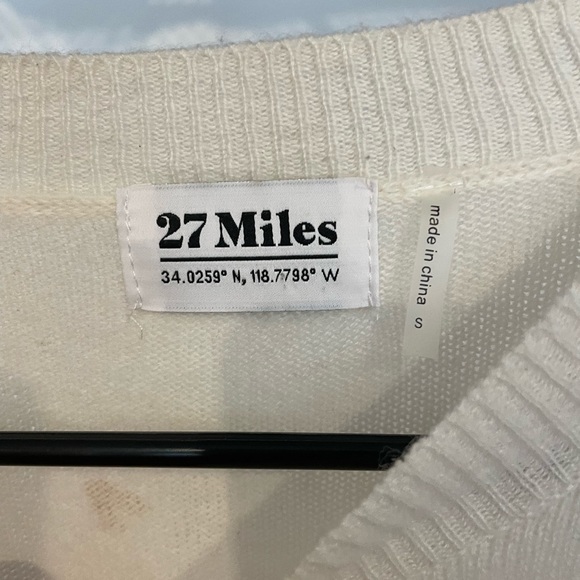 27 Miles
34.0259° N, 118.7798° W
made in china S